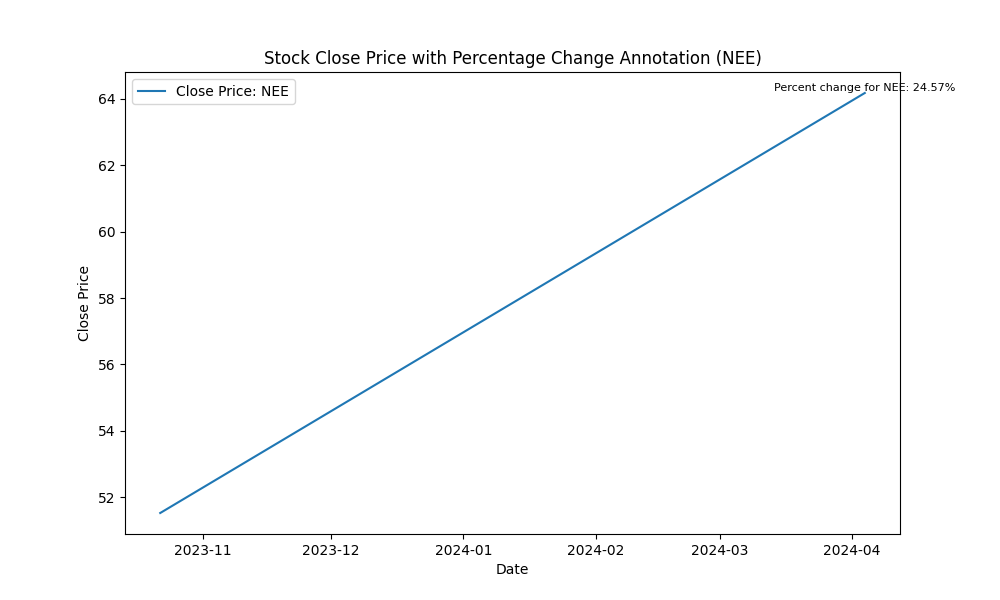 Stock Close Price with Percentage Change Annotation (NEE)
Close Price: NEE
Percent change for NEE: 24.57%
64
62
60
58
56
54
52
Close Price
2023-11
2023-12
2024-01
2024-02
2024-03
2024-04
Date